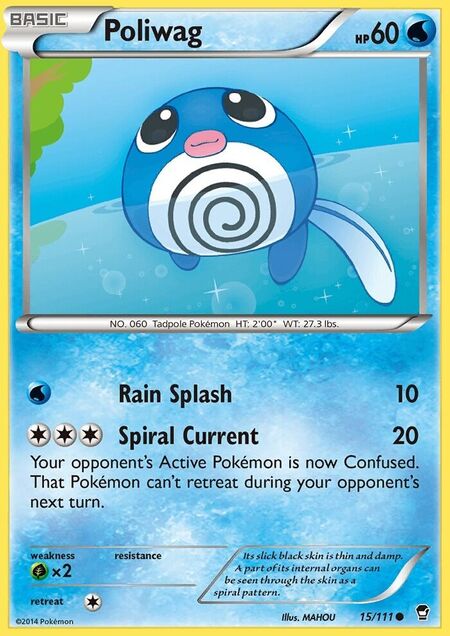 BASIC
Poliwag
HP60
NO. 060 Tadpole Pokémon HT: 2'00" WT: 27.3 lbs.
Rain Splash 10
Spiral Current 20
Your opponent's Active Pokémon is now Confused.
That Pokémon can't retreat during your opponent's
next turn.
weakness resistance
×2
retreat
Its slick black skin is thin and damp.
A part of its internal organs can
be seen through the skin as a
spiral pattern.
©2014 Pokémon
Illus. MAHOU
15/111